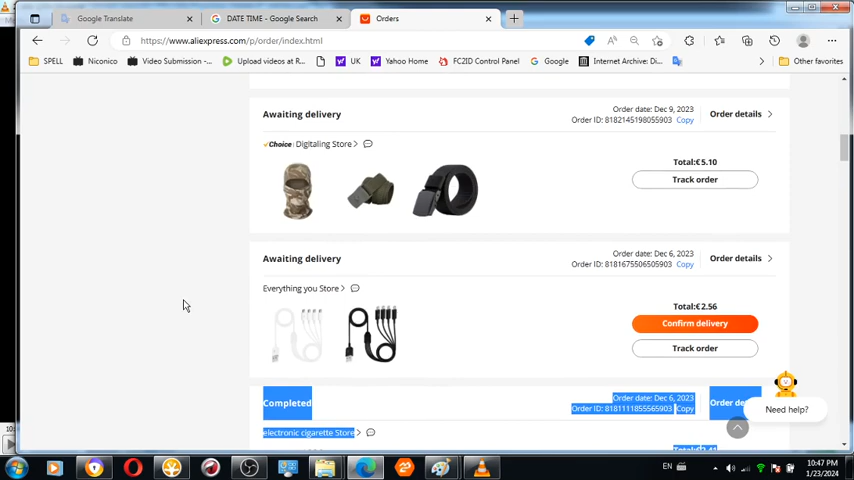 Google Translate
DATE TIME - Google Search
Orders
https://www.aliexpress.com/p/order/index.html
SPELL
Niconico
Video Submission -...
Upload videos at R...
UK
Yahoo Home
FC2ID Control Panel
Google
Internet Archive: Di...
Other favorites
Awaiting delivery
Order date: Dec 9, 2023
Order ID: 8182145198055903 Copy
Order details
Choice Digitaling Store
Total:€5.10
Track order
Awaiting delivery
Order date: Dec 6, 2023
Order ID: 8181675506505903 Copy
Order details
Everything you Store
Total:€2.56
Confirm delivery
Track order
Completed
Order date: Dec 6, 2023
Order ID: 8181111855565903 Copy
Order de
Need help?
electronic cigarette Store
EN
10:47 PM
1/23/2024